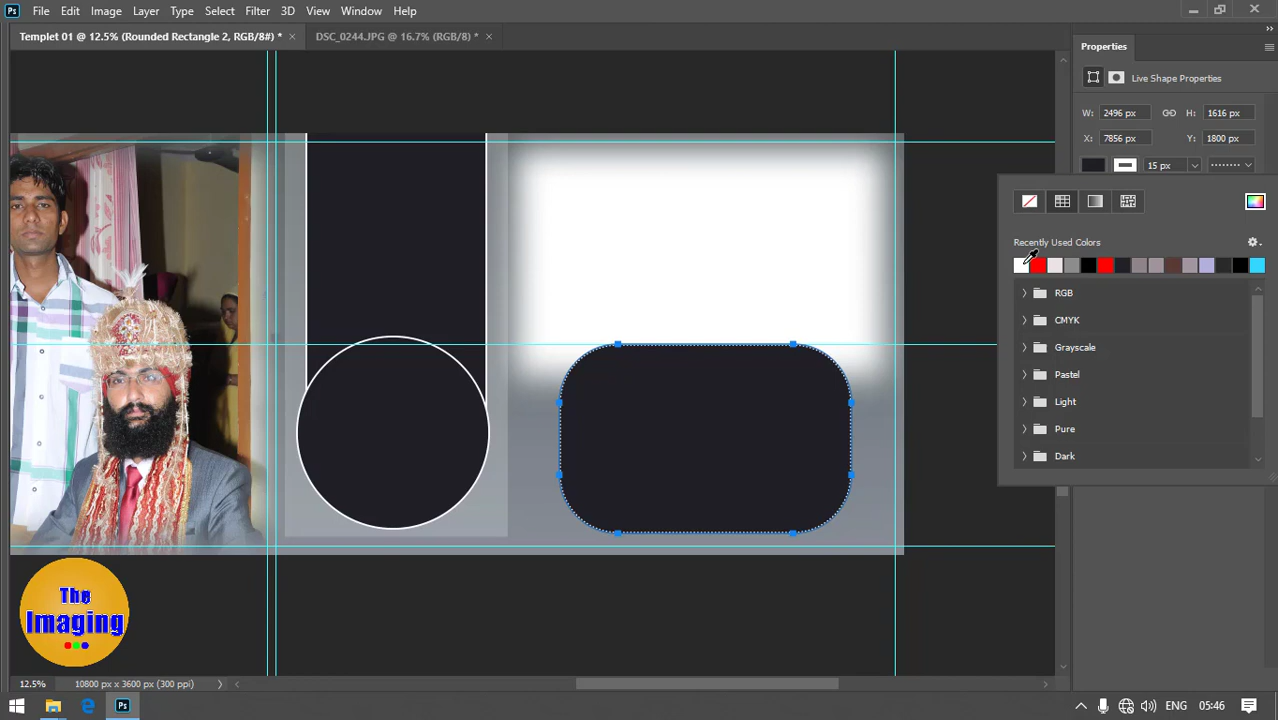 Ps File Edit Image Layer Type Select Filter 3D View Window Help
Templet 01 @ 12.5% (Rounded Rectangle 2, RGB/8#) * × DSC_0244.JPG @ 16.7% (RGB/8) * ×
Properties
Live Shape Properties
W: 2496 px H: 1616 px
X: 7856 px Y: 1800 px
15 px
Recently Used Colors
RGB
CMYK
Grayscale
Pastel
Light
Pure
Dark
The
Imaging
12.5% 10800 px x 3600 px (300 ppi)
Ps ENG 05:46